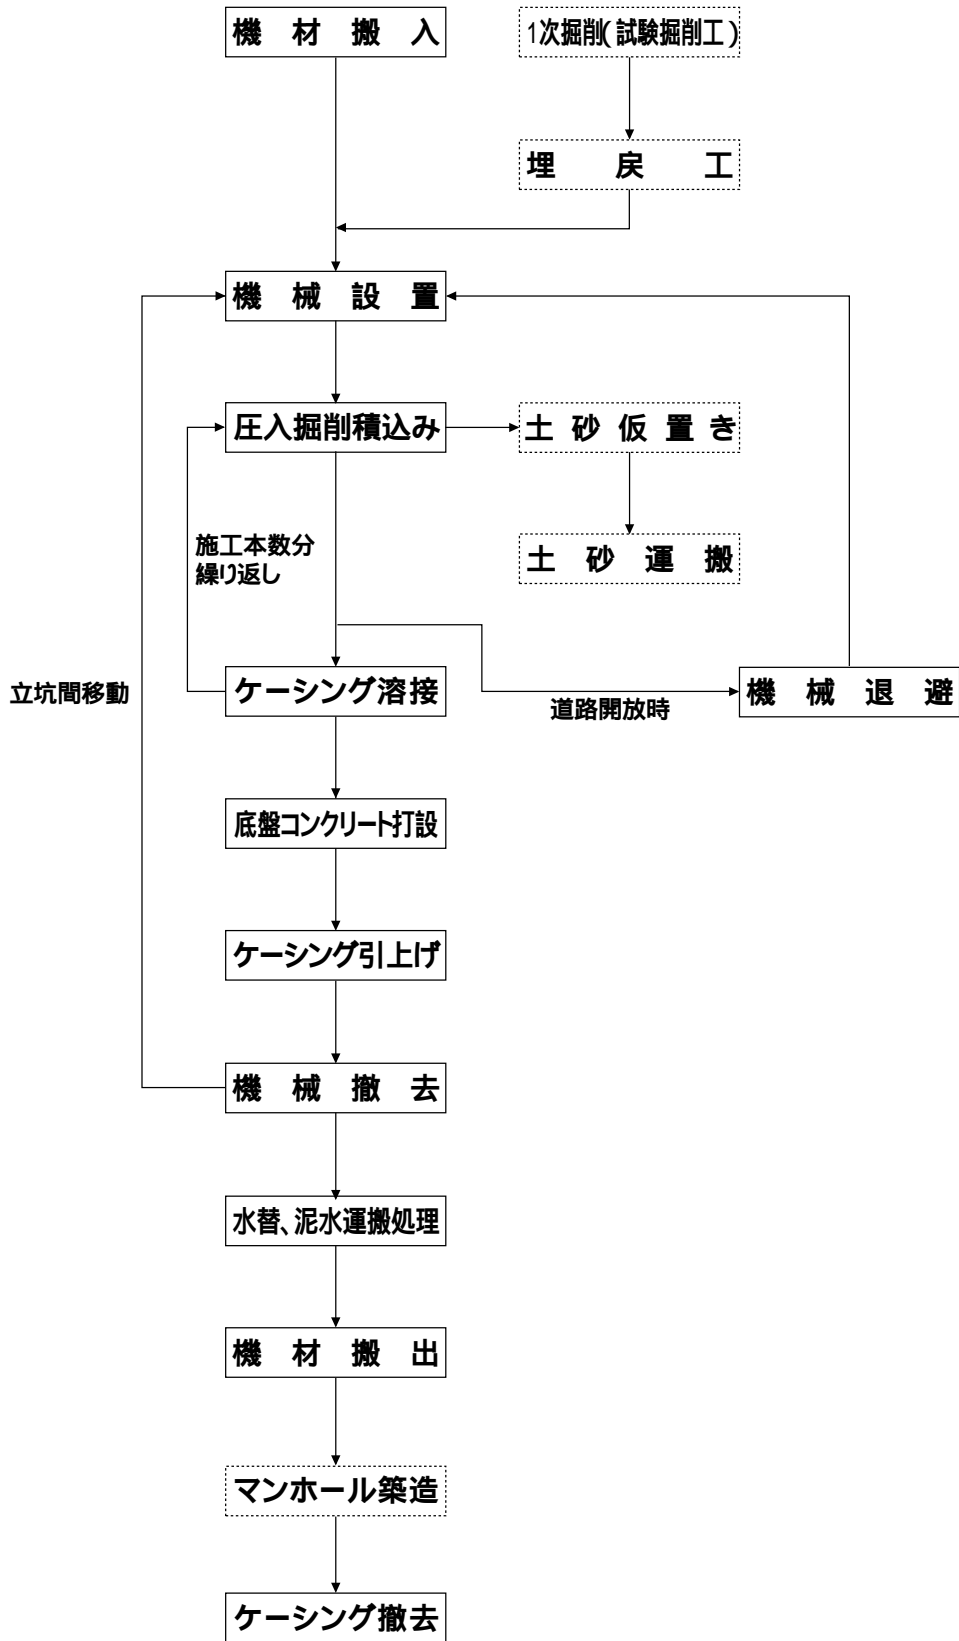 機材搬入
1次掘削(試験掘削工)
埋戻工
機械設置
圧入掘削積込み
土砂仮置き
施工本数分
繰り返し
土砂運搬
立坑間移動
ケーシング溶接
道路開放時
機械退避
底盤コンクリート打設
ケーシング引上げ
機械撤去
水替、泥水運搬処理
機材搬出
マンホール築造
ケーシング撤去